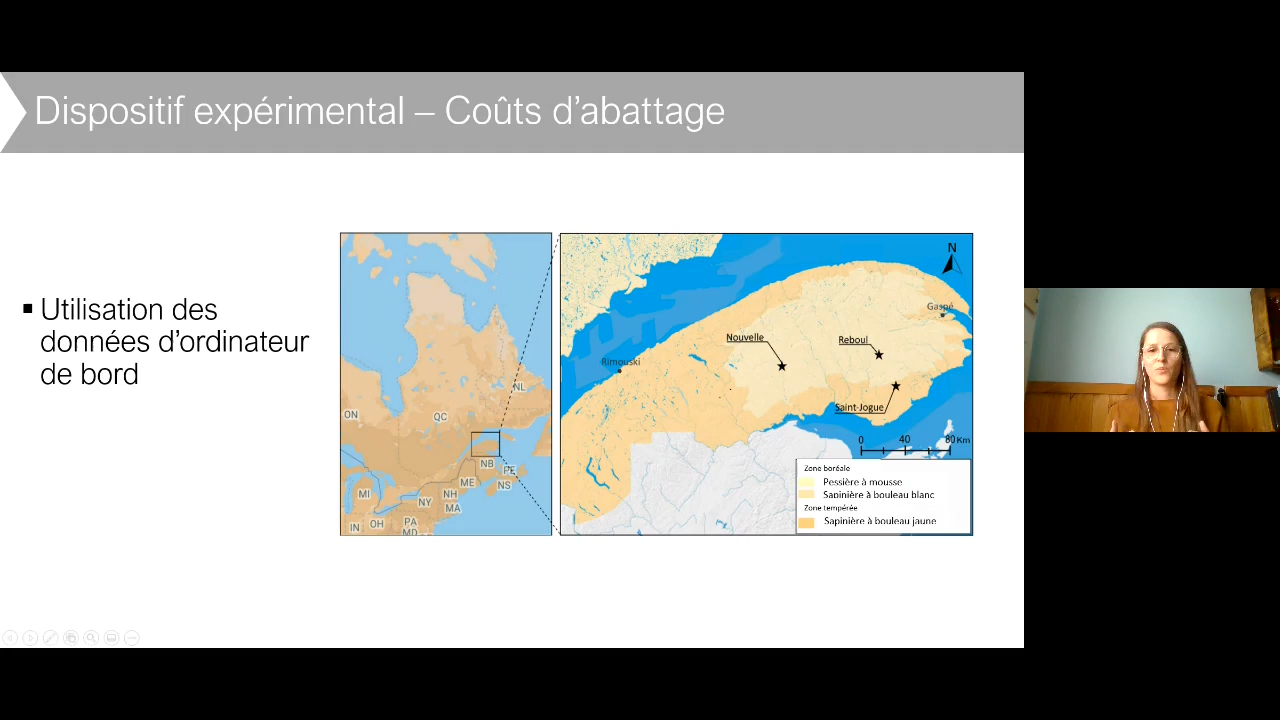 Dispositif expérimental – Coûts d'abattage
▪ Utilisation des
données d'ordinateur
de bord
NL
ON
QC
NB
PE
ME
NS
MI
NH
NY
MA
IN
OH
PA
MD
N
Gaspé
Nouvelle
Reboul
Rimouski
Saint-Jogue
0 40 80 Km
Zone boréale
Pessière à mousse
Sapinière à bouleau blanc
Zone tempérée
Sapinière à bouleau jaune